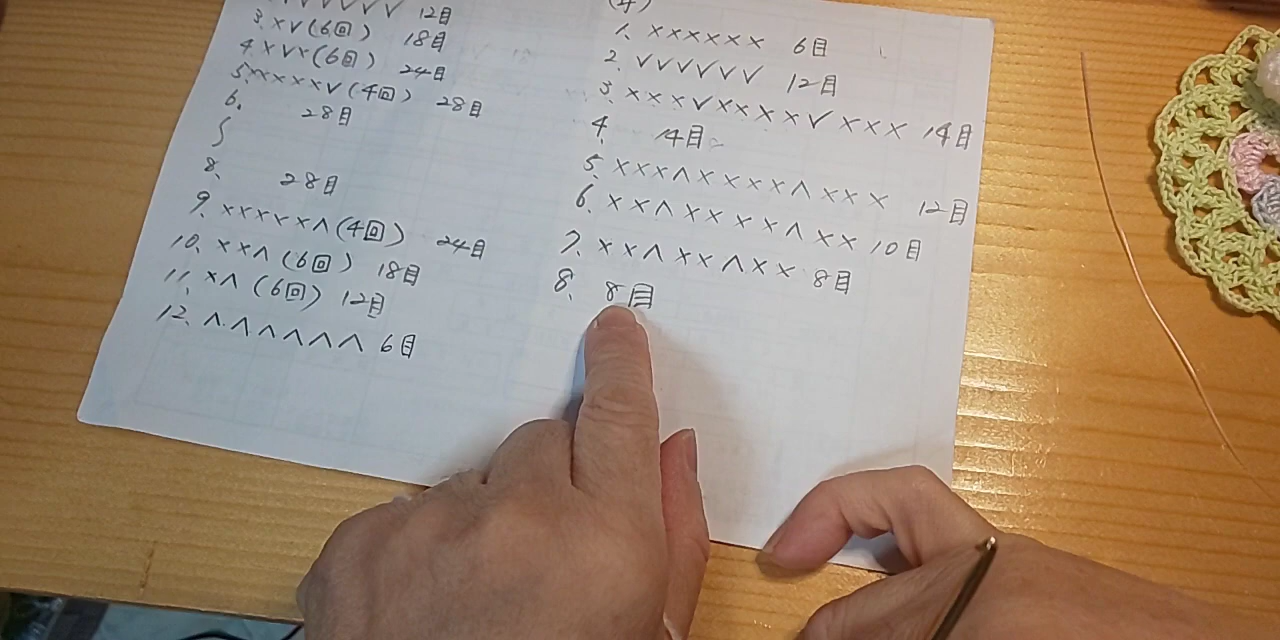 ∨∨∨∨∨∨ 12目
3. ×∨(6回) 18目
4. ×∨×(6回) 24目
5. ×××××∨(4回) 28目
6. 28目
∫
8. 28目
9. ×××××∧(4回) 24目
10. ××∧(6回) 18目
11. ×∧(6回) 12目
12. ∧∧∧∧∧∧ 6目
(4)
1. ×××××× 6目
2. ∨∨∨∨∨∨ 12目
3. ×××∨××××∨××× 14目
4. 14目
5. ×××∧××××∧××× 12目
6. ××∧××××∧×× 10目
7. ××∧××∧×× 8目
8. 8目